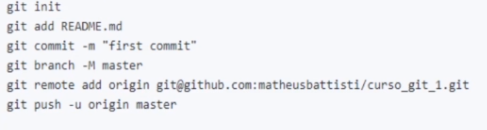 git init
git add README.md
git commit -m "first commit"
git branch -M master
git remote add origin git@github.com:matheusbattisti/curso_git_1.git
git push -u origin master